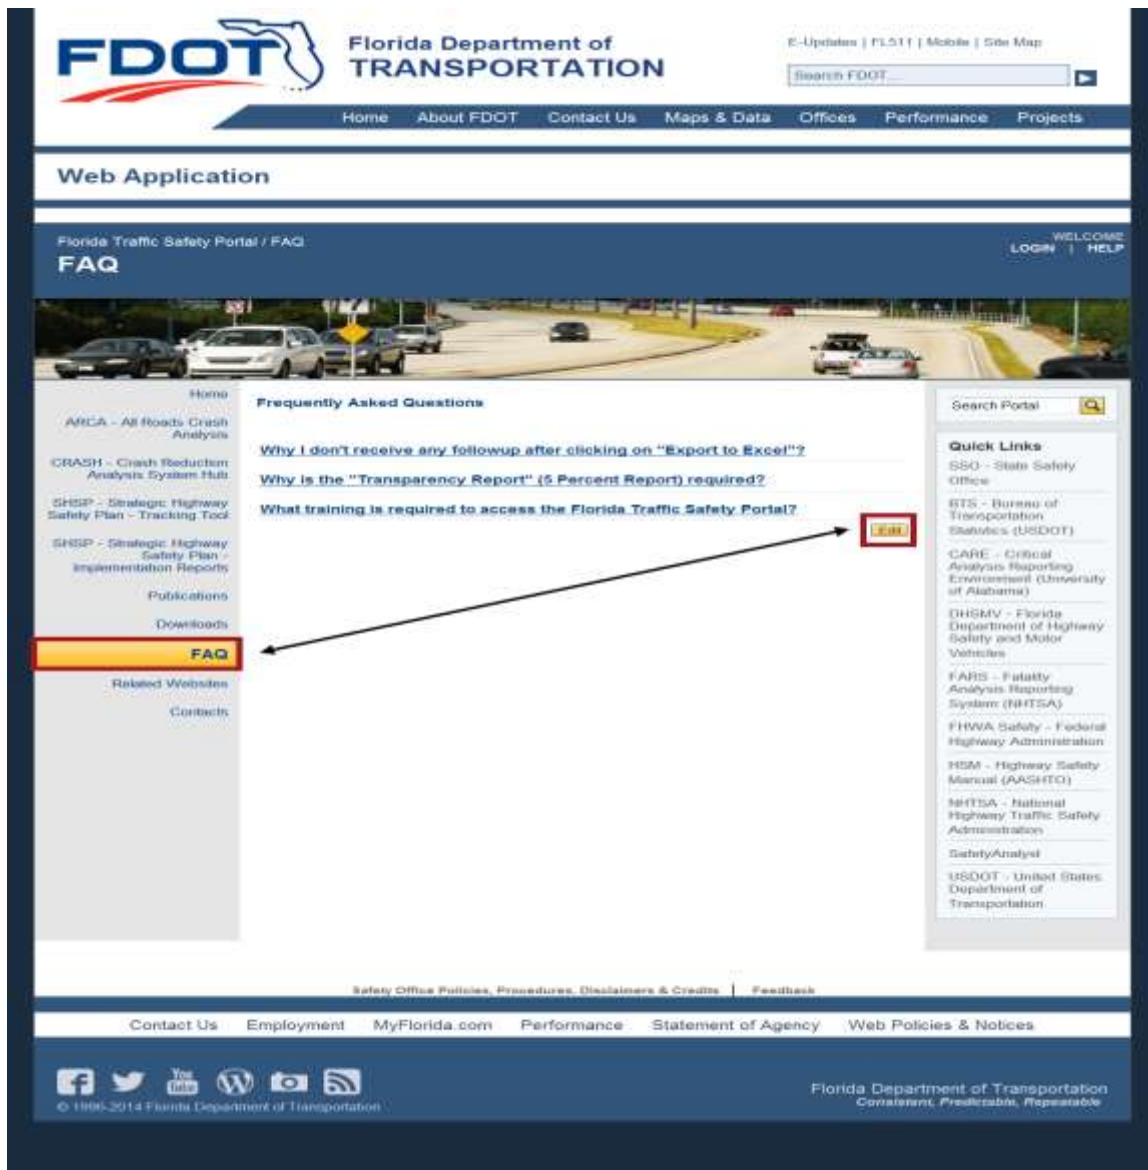 FDOT
Florida Department of
TRANSPORTATION
E-Updates | FL511 | Mobile | Site Map
Search FDOT...
Home About FDOT Contact Us Maps & Data Offices Performance Projects
Web Application
Florida Traffic Safety Portal / FAQ
FAQ
WELCOME
LOGIN | HELP
Home
ARCA - All Roads Crash
Analysis
CRASH - Crash Reduction
Analysis System Hub
SHSP - Strategic Highway
Safety Plan - Tracking Tool
SHSP - Strategic Highway
Safety Plan -
Implementation Reports
Publications
Downloads
FAQ
Related Websites
Contacts
Frequently Asked Questions
Why I don't receive any followup after clicking on "Export to Excel"?
Why is the "Transparency Report" (5 Percent Report) required?
What training is required to access the Florida Traffic Safety Portal?
Edit
Search Portal
Quick Links
SSO - State Safety
Office
BTS - Bureau of
Transportation
Statistics (USDOT)
CARE - Critical
Analysis Reporting
Environment (University
of Alabama)
DHSMV - Florida
Department of Highway
Safety and Motor
Vehicles
FARS - Fatality
Analysis Reporting
System (NHTSA)
FHWA Safety - Federal
Highway Administration
HSM - Highway Safety
Manual (AASHTO)
NHTSA - National
Highway Traffic Safety
Administration
SafetyAnalyst
USDOT - United States
Department of
Transportation
Safety Office Policies, Procedures, Disclaimers & Credits | Feedback
Contact Us Employment MyFlorida.com Performance Statement of Agency Web Policies & Notices
You
Tube
© 1996-2014 Florida Department of Transportation
Florida Department of Transportation
Consistent, Predictable, Repeatable